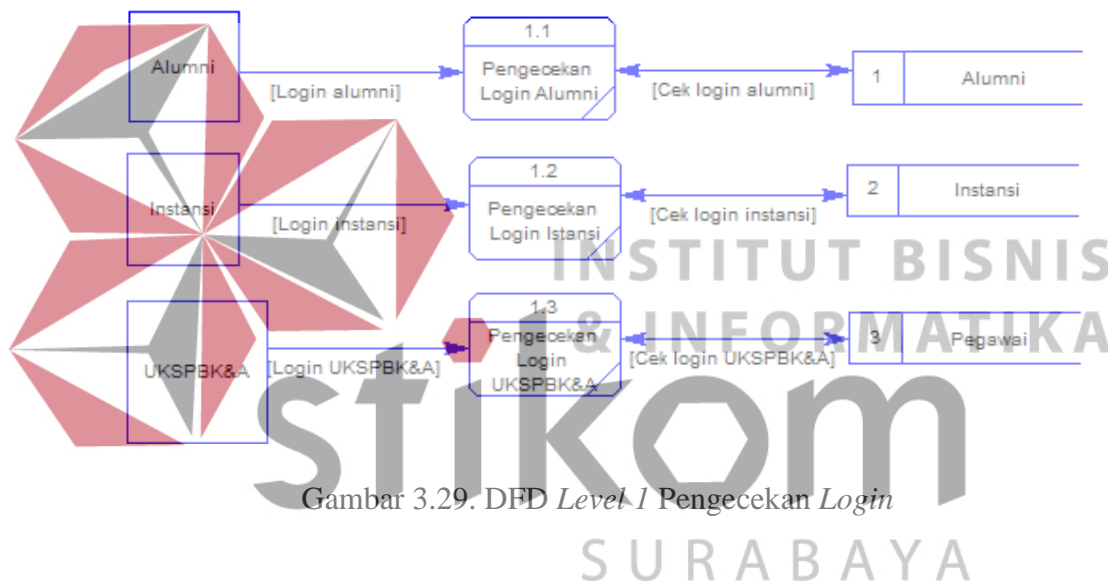 1.1
Alumni
Pengecekan
Login Alumni
[Login alumni]
[Cek login alumni]
1 Alumni
1.2
Instansi
Pengecekan
Login Istansi
[Login instansi]
[Cek login instansi]
2 Instansi
INSTITUT BISNIS
& INFORMATIKA
1.3
UKSPBK&A
Pengecekan
Login
UKSPBK&A
[Login UKSPBK&A]
[Cek login UKSPBK&A]
3 Pegawai
stikom
Gambar 3.29. DFD Level 1 Pengecekan Login
SURABAYA